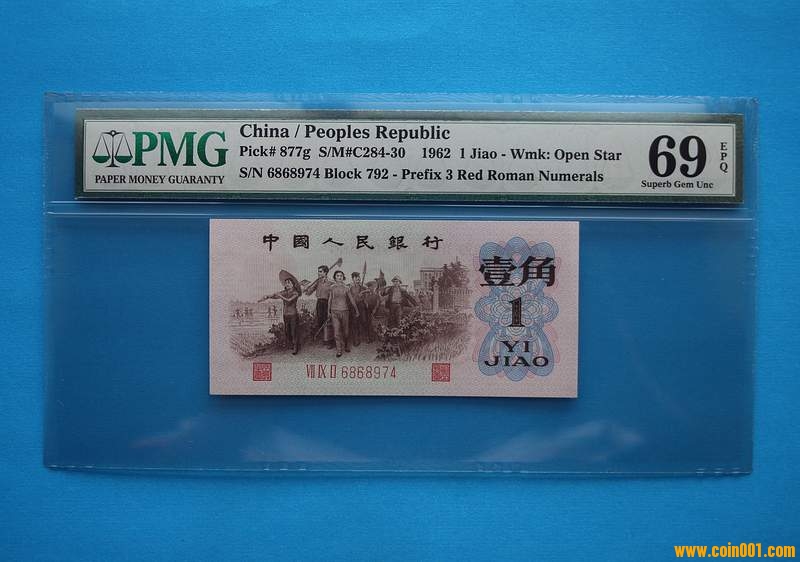 PMG
PAPER MONEY GUARANTY
China / Peoples Republic
Pick# 877g S/M#C284-30 1962 1 Jiao - Wmk: Open Star
S/N 6868974 Block 792 - Prefix 3 Red Roman Numerals
69
EPQ
Superb Gem Unc
中國人民銀行
壹角
1
YI
JIAO
VII IX II 6868974
www.coin001.com